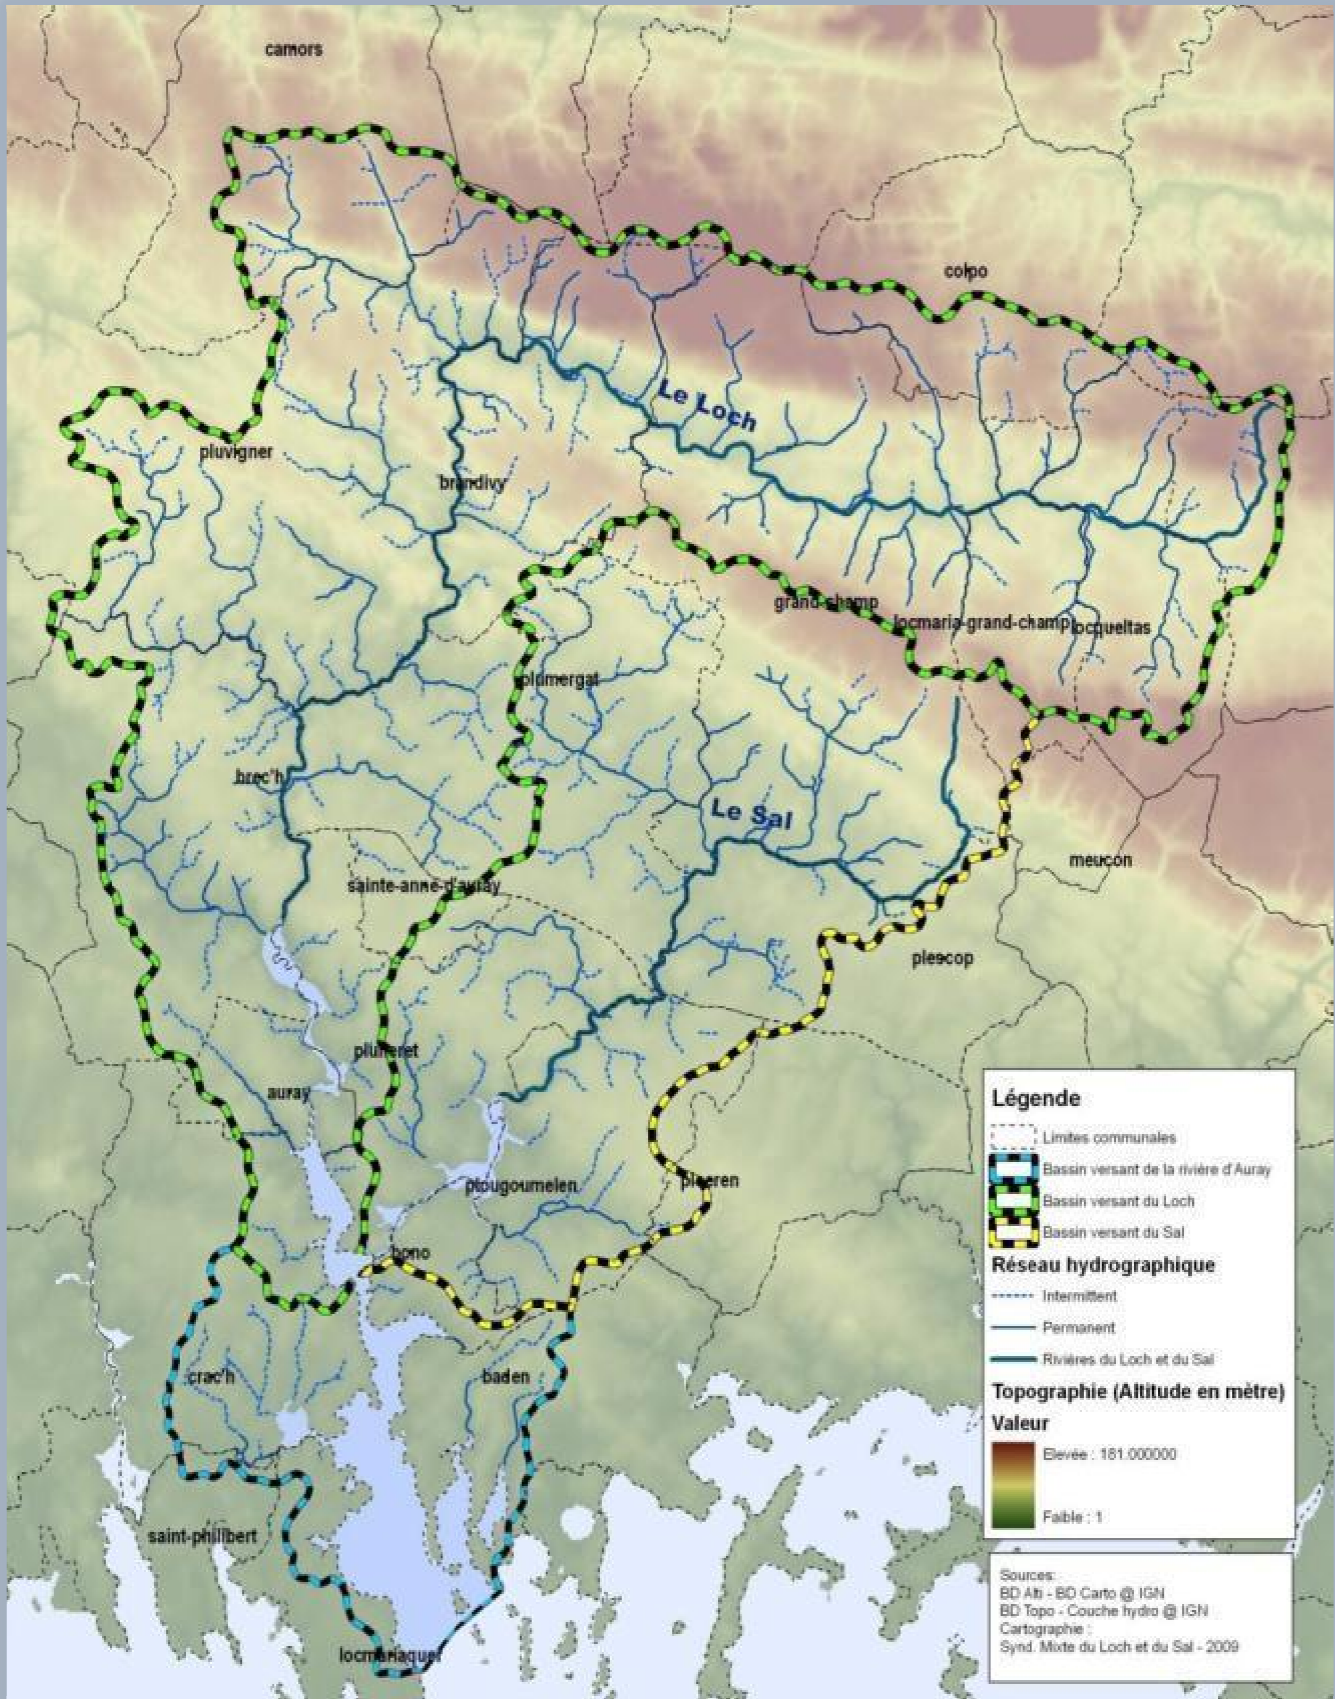 camors
colpo
Le Loch
pluvigner
brandivy
grand-champ
locmaria-grand-champ
locqueltas
plumergat
brec'h
Le Sal
meucon
sainte-anne-d'auray
plescop
pluneret
auray
ploeren
plougoumelen
bono
crac'h
baden
saint-philibert
locmariaquer
Légende
Limites communales
Bassin versant de la rivière d'Auray
Bassin versant du Loch
Bassin versant du Sal
Réseau hydrographique
Intermittent
Permanent
Rivières du Loch et du Sal
Topographie (Altitude en mètre)
Valeur
Elevée : 181.000000
Faible : 1
Sources:
BD Alti - BD Carto @ IGN
BD Topo - Couche hydro @ IGN
Cartographie :
Synd. Mixte du Loch et du Sal - 2009